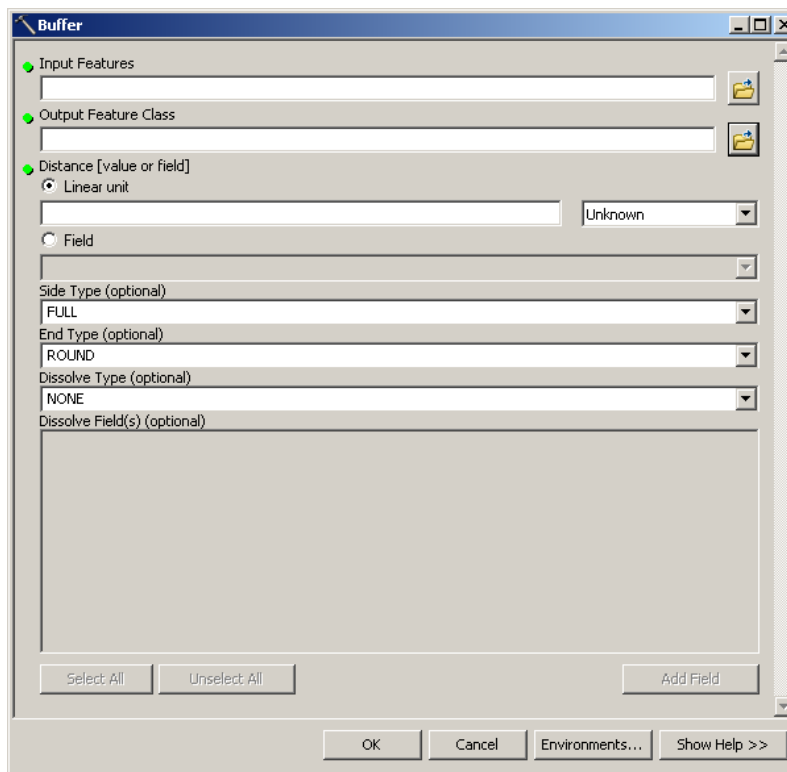 Buffer
Input Features
Output Feature Class
Distance [value or field]
Linear unit
Unknown
Field
Side Type (optional)
FULL
End Type (optional)
ROUND
Dissolve Type (optional)
NONE
Dissolve Field(s) (optional)
Select All Unselect All Add Field
OK Cancel Environments... Show Help >>